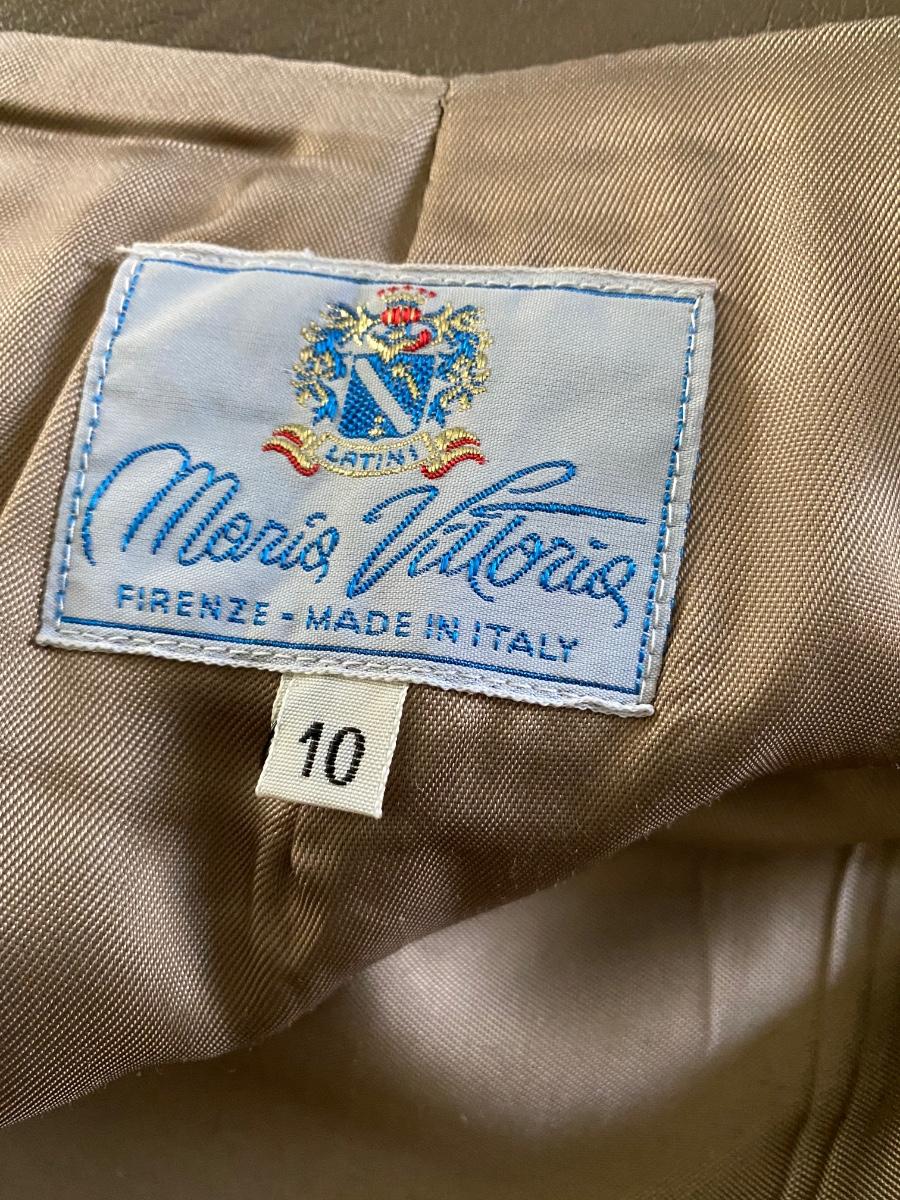 LATINI
Maria Vittoria
FIRENZE - MADE IN ITALY
10